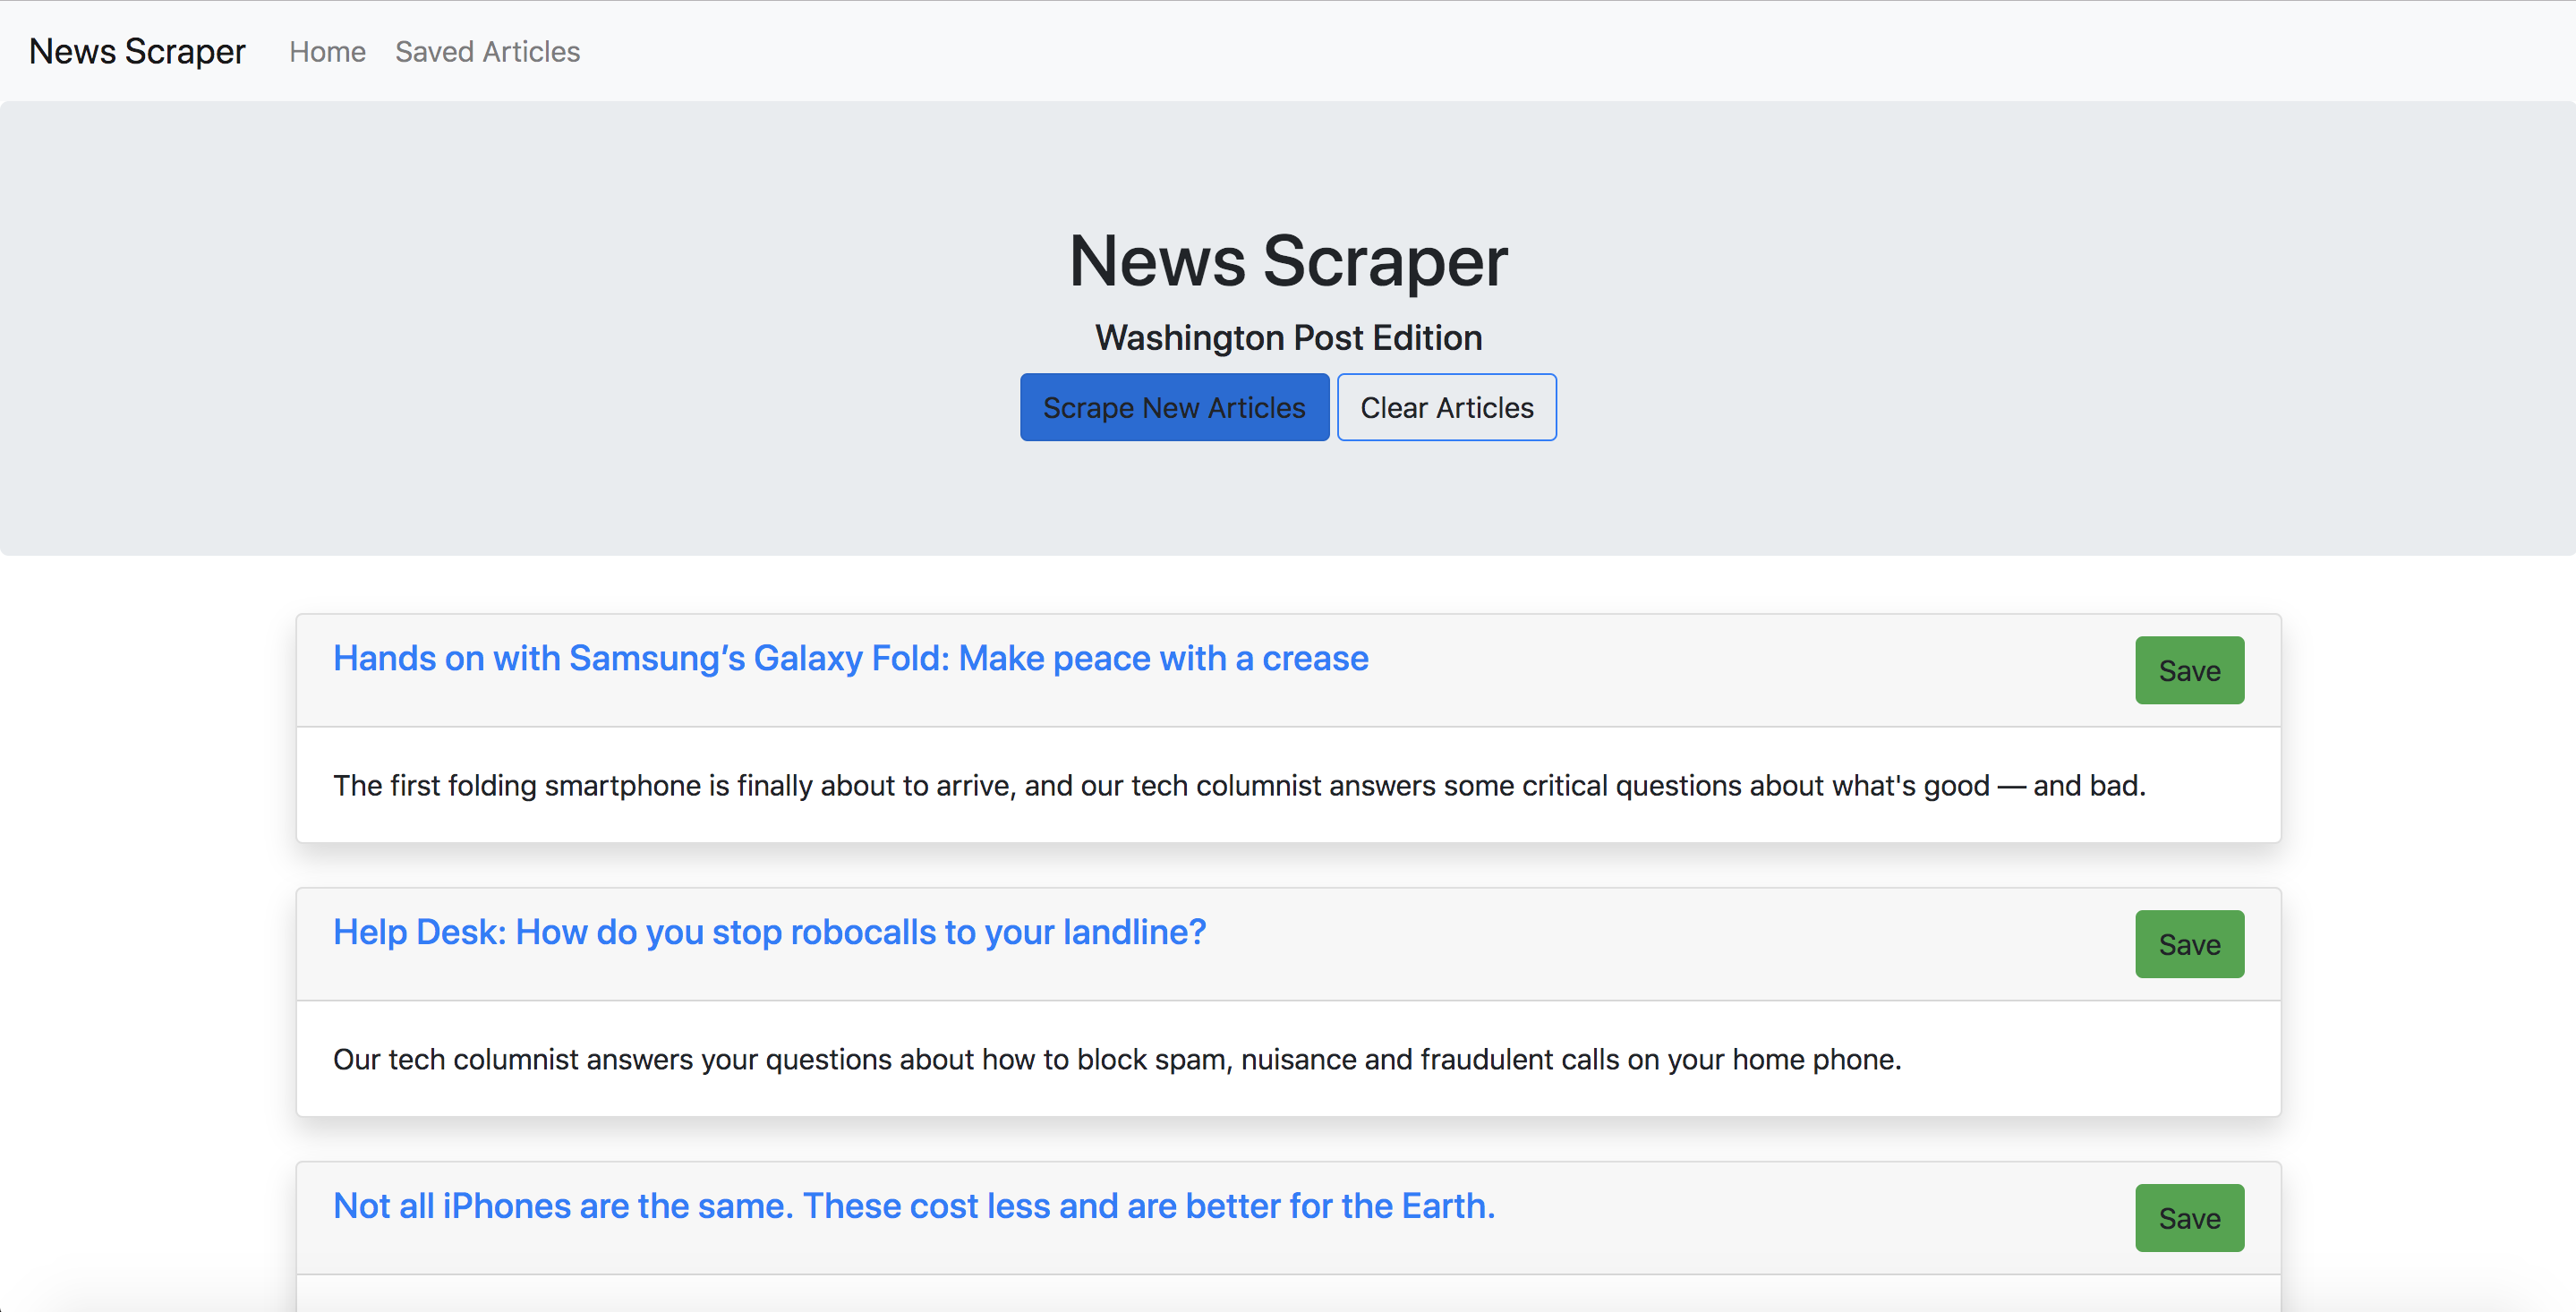 News Scraper Home Saved Articles
News Scraper
Washington Post Edition
Scrape New Articles Clear Articles
Hands on with Samsung’s Galaxy Fold: Make peace with a crease Save
The first folding smartphone is finally about to arrive, and our tech columnist answers some critical questions about what's good — and bad.
Help Desk: How do you stop robocalls to your landline? Save
Our tech columnist answers your questions about how to block spam, nuisance and fraudulent calls on your home phone.
Not all iPhones are the same. These cost less and are better for the Earth. Save